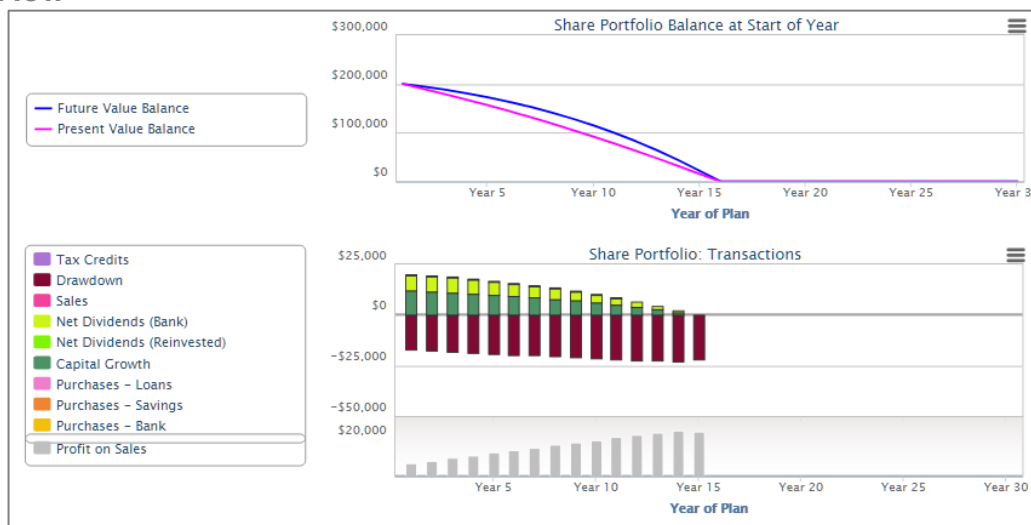 Share Portfolio Balance at Start of Year
$300,000
$200,000
$100,000
$0
Future Value Balance
Present Value Balance
Year 5
Year 10
Year 15
Year 20
Year 25
Year 3
Year of Plan
Share Portfolio: Transactions
Tax Credits
Drawdown
Sales
Net Dividends (Bank)
Net Dividends (Reinvested)
Capital Growth
Purchases - Loans
Purchases - Savings
Purchases - Bank
Profit on Sales
$25,000
$0
-$25,000
-$50,000
$20,000
Year 5
Year 10
Year 15
Year 20
Year 25
Year 30
Year of Plan